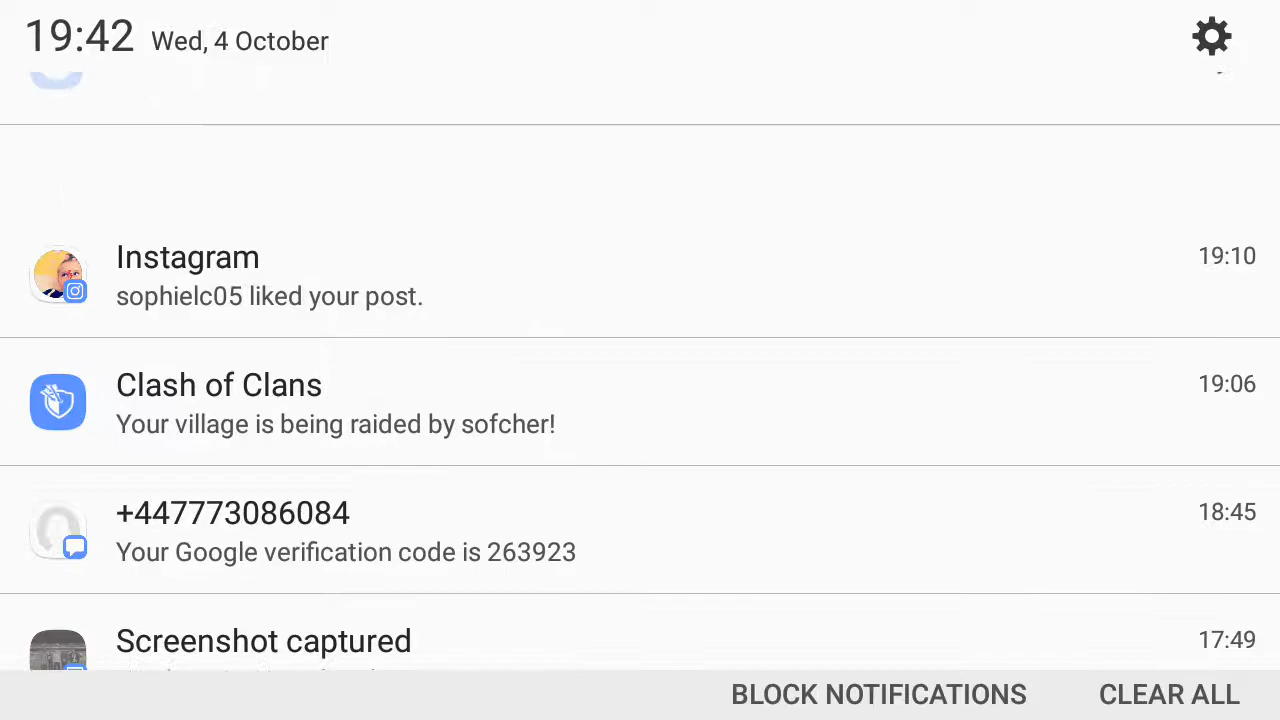 19:42 Wed, 4 October
Instagram 19:10
sophielc05 liked your post.
Clash of Clans 19:06
Your village is being raided by sofcher!
+447773086084 18:45
Your Google verification code is 263923
Screenshot captured 17:49
BLOCK NOTIFICATIONS CLEAR ALL